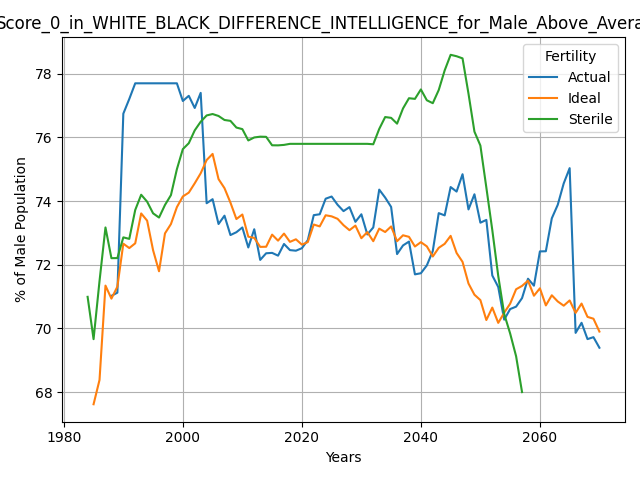 Score_0_in_WHITE_BLACK_DIFFERENCE_INTELLIGENCE_for_Male_Above_Avera
Fertility
Actual
Ideal
Sterile
% of Male Population
78
76
74
72
70
68
1980 2000 2020 2040 2060
Years